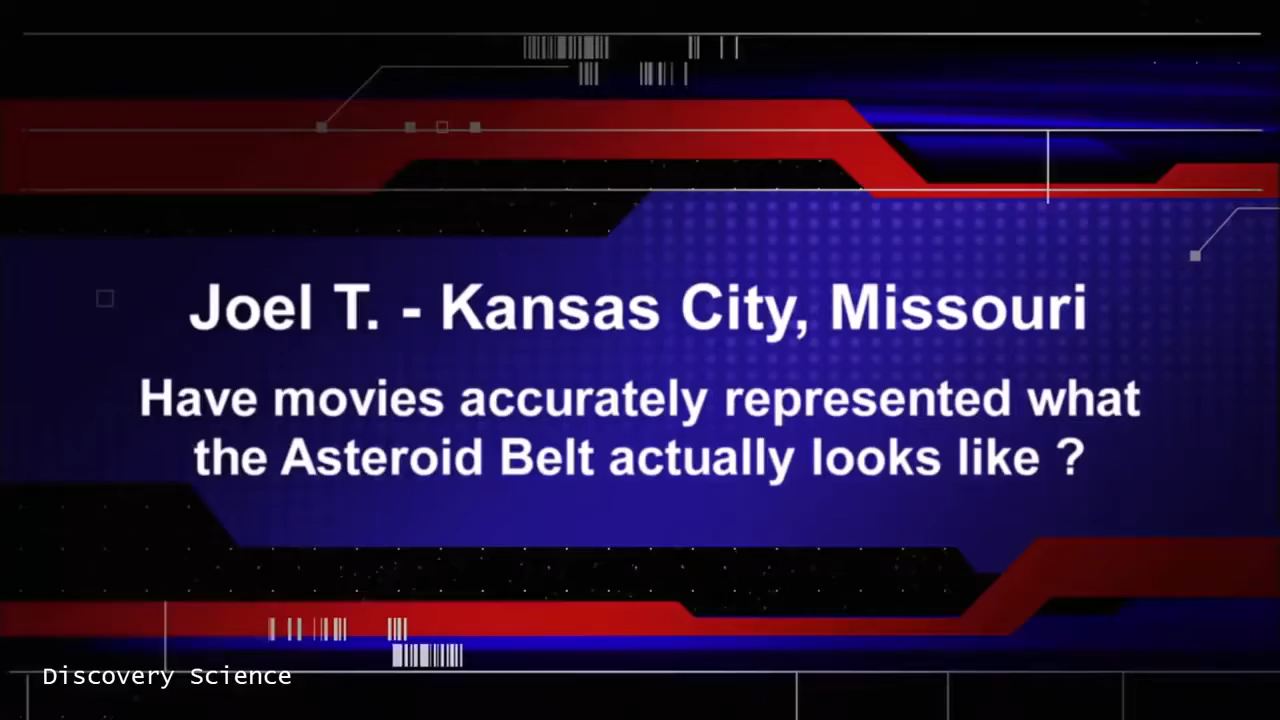 Joel T. - Kansas City, Missouri
Have movies accurately represented what
the Asteroid Belt actually looks like ?
Discovery Science